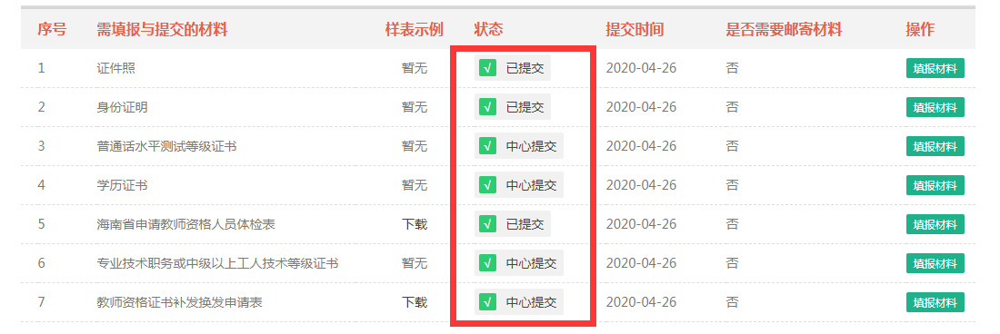 序号 需填报与提交的材料 样表示例 状态 提交时间 是否需要邮寄材料 操作
1 证件照 暂无 √ 已提交 2020-04-26 否 填报材料
2 身份证明 暂无 √ 已提交 2020-04-26 否 填报材料
3 普通话水平测试等级证书 暂无 √ 中心提交 2020-04-26 否 填报材料
4 学历证书 暂无 √ 中心提交 2020-04-26 否 填报材料
5 海南省申请教师资格人员体检表 下载 √ 已提交 2020-04-26 否 填报材料
6 专业技术职务或中级以上工人技术等级证书 暂无 √ 中心提交 2020-04-26 否 填报材料
7 教师资格证书补发换发申请表 下载 √ 中心提交 2020-04-26 否 填报材料